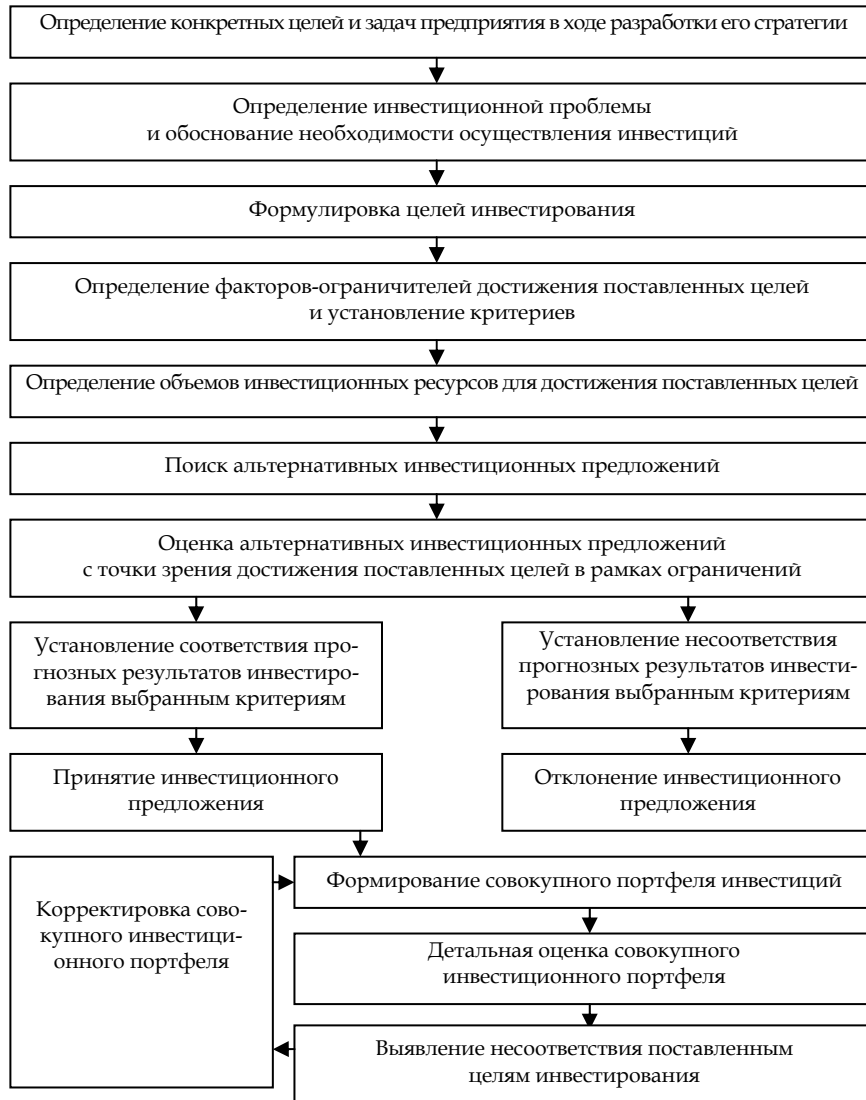 Определение конкретных целей и задач предприятия в ходе разработки его стратегии
Определение инвестиционной проблемы
и обоснование необходимости осуществления инвестиций
Формулировка целей инвестирования
Определение факторов-ограничителей достижения поставленных целей
и установление критериев
Определение объемов инвестиционных ресурсов для достижения поставленных целей
Поиск альтернативных инвестиционных предложений
Оценка альтернативных инвестиционных предложений
с точки зрения достижения поставленных целей в рамках ограничений
Установление соответствия про-
гнозных результатов инвестиро-
вания выбранным критериям
Установление несоответствия
прогнозных результатов инвести-
рования выбранным критериям
Принятие инвестиционного
предложения
Отклонение инвестиционного
предложения
Формирование совокупного портфеля инвестиций
Корректировка сово-
купного инвестици-
онного портфеля
Детальная оценка совокупного
инвестиционного портфеля
Выявление несоответствия поставленным
целям инвестирования